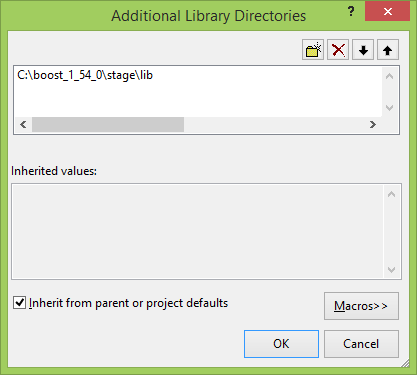 Additional Library Directories
?
C:\boost_1_54_0\stage\lib
Inherited values:
Inherit from parent or project defaults
Macros>>
OK
Cancel